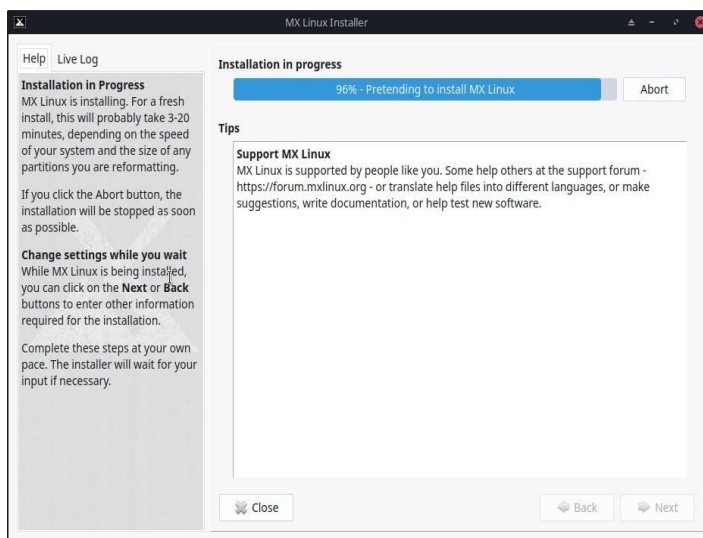 MX Linux Installer
Help
Live Log
Installation in Progress
MX Linux is installing. For a fresh
install, this will probably take 3-20
minutes, depending on the speed
of your system and the size of any
partitions you are reformatting.
If you click the Abort button, the
installation will be stopped as soon
as possible.
Change settings while you wait
While MX Linux is being installed,
you can click on the Next or Back
buttons to enter other information
required for the installation.
Complete these steps at your own
pace. The installer will wait for your
input if necessary.
Installation in progress
96% - Pretending to install MX Linux
Abort
Tips
Support MX Linux
MX Linux is supported by people like you. Some help others at the support forum -
https://forum.mxlinux.org - or translate help files into different languages, or make
suggestions, write documentation, or help test new software.
Close
Back
Next